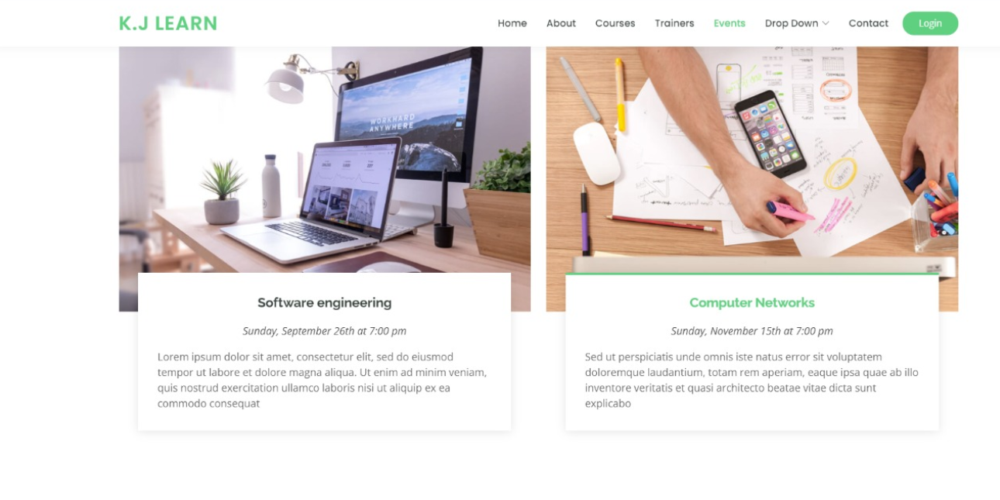 K.J LEARN
Home About Courses Trainers Events Drop Down Contact Login
WORKHARD
ANYWHERE
Software engineering
Sunday, September 26th at 7:00 pm
Lorem ipsum dolor sit amet, consectetur elit, sed do eiusmod
tempor ut labore et dolore magna aliqua. Ut enim ad minim veniam,
quis nostrud exercitation ullamco laboris nisi ut aliquip ex ea
commodo consequat
Computer Networks
Sunday, November 15th at 7:00 pm
Sed ut perspiciatis unde omnis iste natus error sit voluptatem
doloremque laudantium, totam rem aperiam, eaque ipsa quae ab illo
inventore veritatis et quasi architecto beatae vitae dicta sunt
explicabo